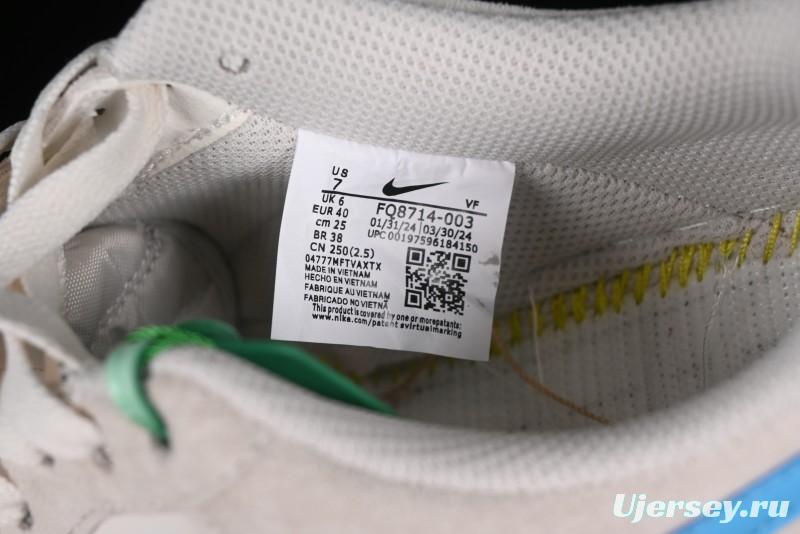 US
7
VF
UK 6
FQ8714-003
EUR 40
01/31/24 03/30/24
cm 25
UPC 00197596184150
BR 38
CN 250(2.5)
04777MFTVAXTX
MADE IN VIETNAM
HECHO EN VIETNAM
FABRIQUE AU VIETNAM
FABRICADO NO VIETNÃ
This product is covered by one or more patents:
www.nike.com/patents-virtualmarking
Ujersey.ru